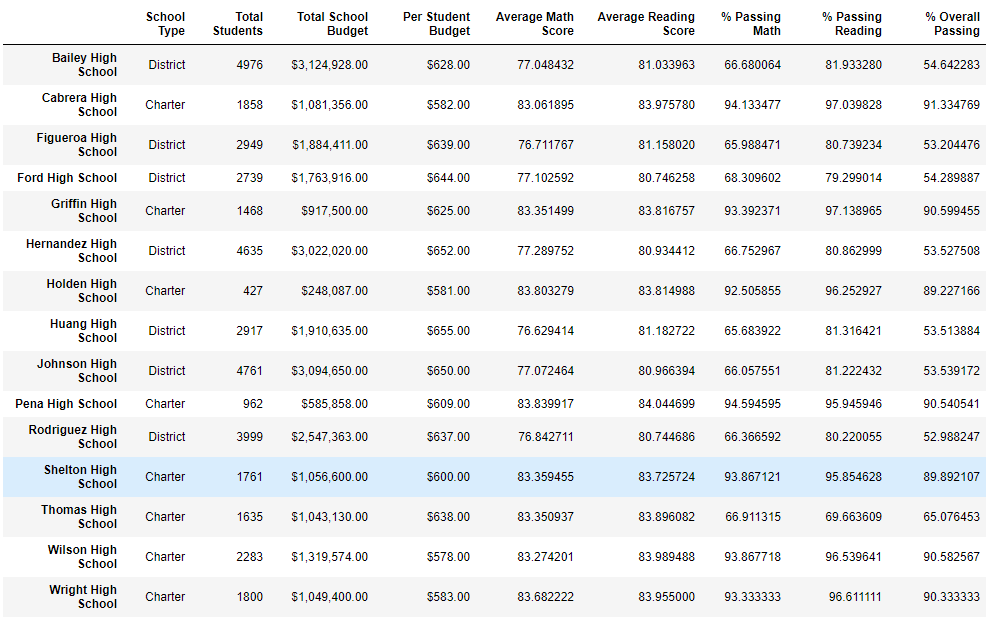 School Type Total Students Total School Budget Per Student Budget Average Math Score Average Reading Score % Passing Math % Passing Reading % Overall Passing
Bailey High School District 4976 $3,124,928.00 $628.00 77.048432 81.033963 66.680064 81.933280 54.642283
Cabrera High School Charter 1858 $1,081,356.00 $582.00 83.061895 83.975780 94.133477 97.039828 91.334769
Figueroa High School District 2949 $1,884,411.00 $639.00 76.711767 81.158020 65.988471 80.739234 53.204476
Ford High School District 2739 $1,763,916.00 $644.00 77.102592 80.746258 68.309602 79.299014 54.289887
Griffin High School Charter 1468 $917,500.00 $625.00 83.351499 83.816757 93.392371 97.138965 90.599455
Hernandez High School District 4635 $3,022,020.00 $652.00 77.289752 80.934412 66.752967 80.862999 53.527508
Holden High School Charter 427 $248,087.00 $581.00 83.803279 83.814988 92.505855 96.252927 89.227166
Huang High School District 2917 $1,910,635.00 $655.00 76.629414 81.182722 65.683922 81.316421 53.513884
Johnson High School District 4761 $3,094,650.00 $650.00 77.072464 80.966394 66.057551 81.222432 53.539172
Pena High School Charter 962 $585,858.00 $609.00 83.839917 84.044699 94.594595 95.945946 90.540541
Rodriguez High School District 3999 $2,547,363.00 $637.00 76.842711 80.744686 66.366592 80.220055 52.988247
Shelton High School Charter 1761 $1,056,600.00 $600.00 83.359455 83.725724 93.867121 95.854628 89.892107
Thomas High School Charter 1635 $1,043,130.00 $638.00 83.350937 83.896082 66.911315 69.663609 65.076453
Wilson High School Charter 2283 $1,319,574.00 $578.00 83.274201 83.989488 93.867718 96.539641 90.582567
Wright High School Charter 1800 $1,049,400.00 $583.00 83.682222 83.955000 93.333333 96.611111 90.333333